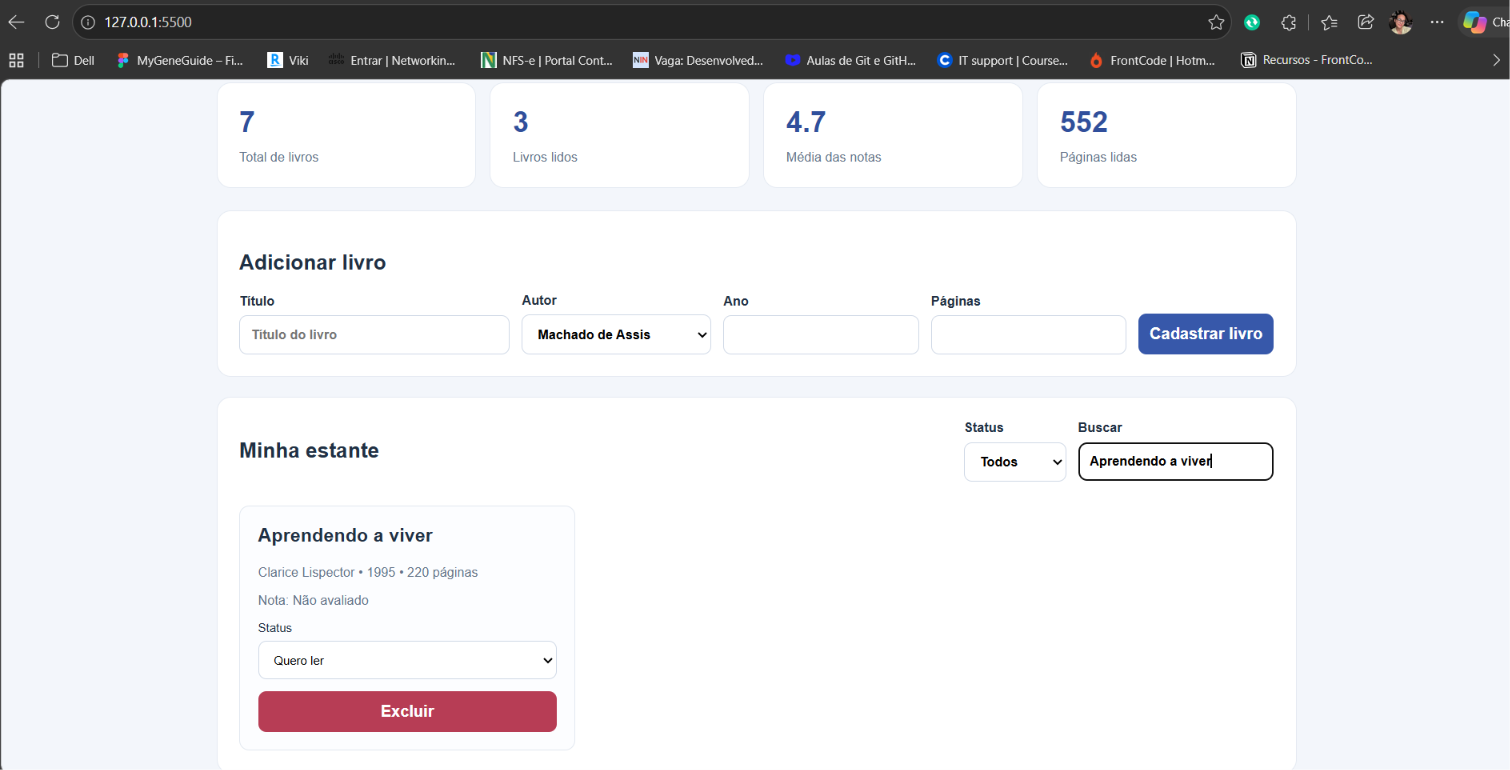 127.0.0.1:5500
Dell MyGeneGuide – Fi... Viki Entrar | Networkin... NFS-e | Portal Cont... NIN Vaga: Desenvolved... Aulas de Git e GitH... IT support | Course... FrontCode | Hotm... Recursos - FrontCo...
7 3 4.7 552
Total de livros Livros lidos Média das notas Páginas lidas
Adicionar livro
Título Autor Ano Páginas
Titulo do livro Machado de Assis Cadastrar livro
Status Buscar
Minha estante
Todos Aprendendo a viver
Aprendendo a viver
Clarice Lispector • 1995 • 220 páginas
Nota: Não avaliado
Status
Quero ler
Excluir